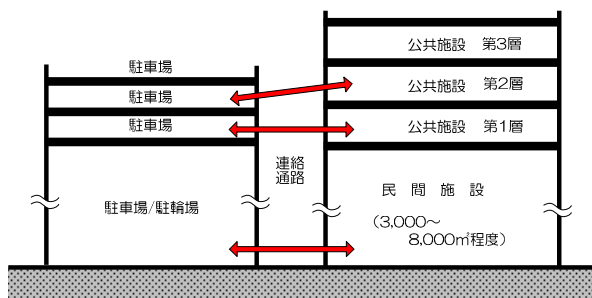 公共施設 第3層
駐車場
駐車場
公共施設 第2層
駐車場
公共施設 第1層
連絡
通路
民間施設
駐車場/駐輪場
(3,000〜
8,000㎡程度)